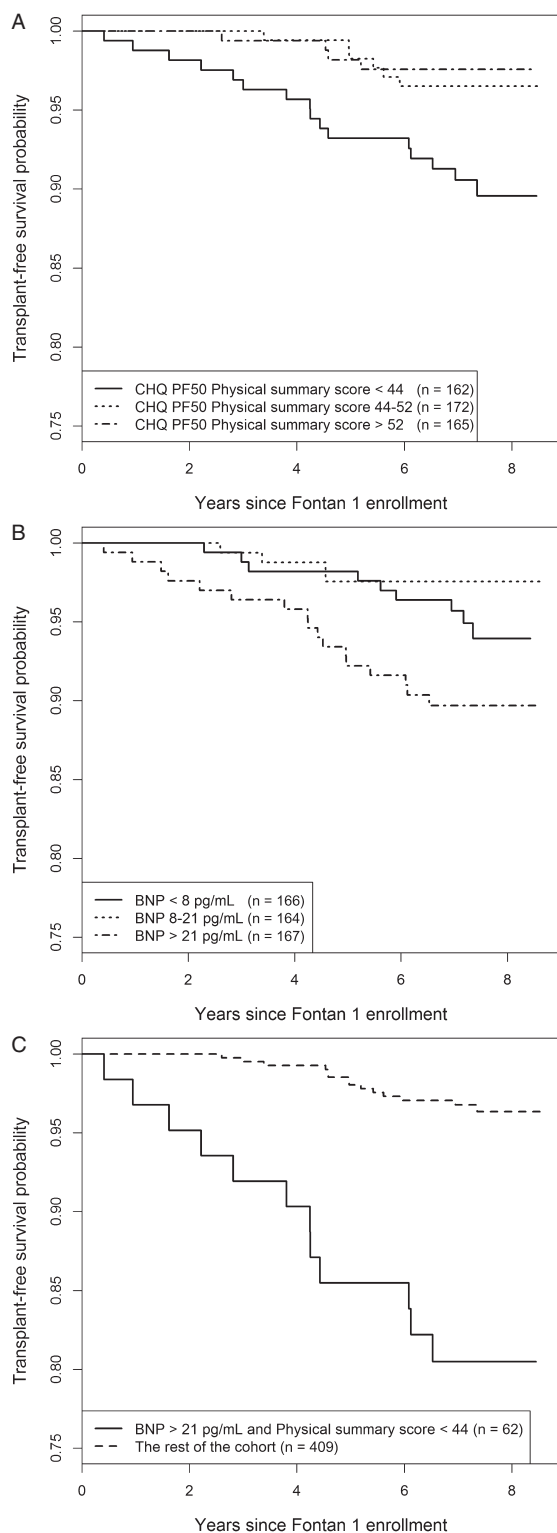 A
Transplant-free survival probability
1.00
0.95
0.90
0.85
0.80
0.75
CHQ PF50 Physical summary score < 44 (n = 162)
CHQ PF50 Physical summary score 44-52 (n = 172)
CHQ PF50 Physical summary score > 52 (n = 165)
0 2 4 6 8
Years since Fontan 1 enrollment
B
Transplant-free survival probability
1.00
0.95
0.90
0.85
0.80
0.75
BNP < 8 pg/mL (n = 166)
BNP 8-21 pg/mL (n = 164)
BNP > 21 pg/mL (n = 167)
0 2 4 6 8
Years since Fontan 1 enrollment
C
Transplant-free survival probability
1.00
0.95
0.90
0.85
0.80
0.75
BNP > 21 pg/mL and Physical summary score < 44 (n = 62)
The rest of the cohort (n = 409)
0 2 4 6 8
Years since Fontan 1 enrollment